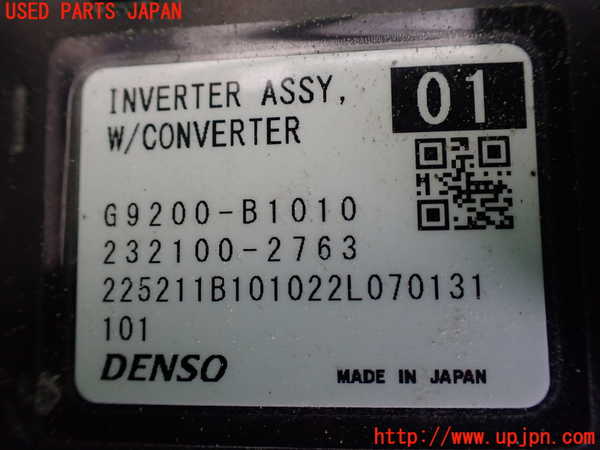 USED PARTS JAPAN
INVERTER ASSY,
W/CONVERTER
01
G9200-B1010
232100-2763
225211B101022L070131
101
DENSO
MADE IN JAPAN
http://www.upjpn.com/